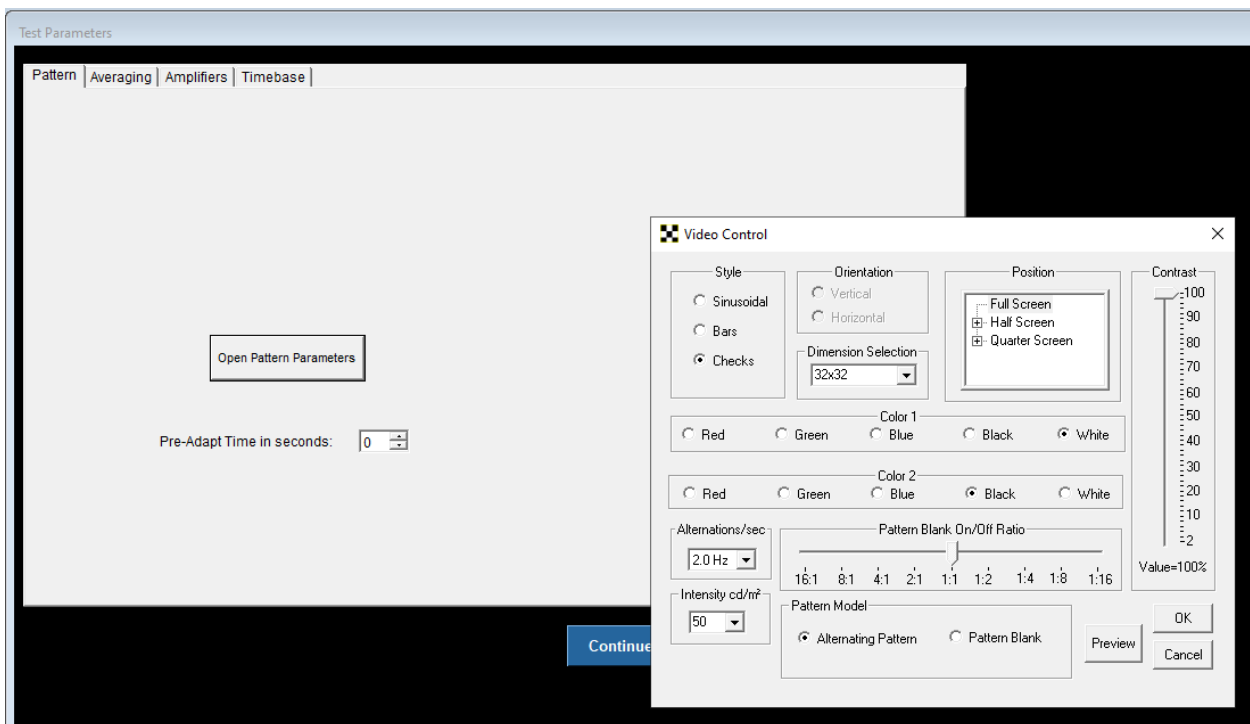 Test Parameters
Pattern
Averaging
Amplifiers
Timebase
Open Pattern Parameters
Pre-Adapt Time in seconds:
0
Continue
Video Control
Style
Sinusoidal
Bars
Checks
Orientation
Vertical
Horizontal
Dimension Selection
32x32
Position
Full Screen
Half Screen
Quarter Screen
Contrast
100
90
80
70
60
50
40
30
20
10
2
Value=100%
Color 1
Red Green Blue Black White
Color 2
Red Green Blue Black White
Alternations/sec
2.0 Hz
Pattern Blank On/Off Ratio
16:1 8:1 4:1 2:1 1:1 1:2 1:4 1:8 1:16
Intensity cd/m²
50
Pattern Model
Alternating Pattern Pattern Blank
Preview
OK
Cancel